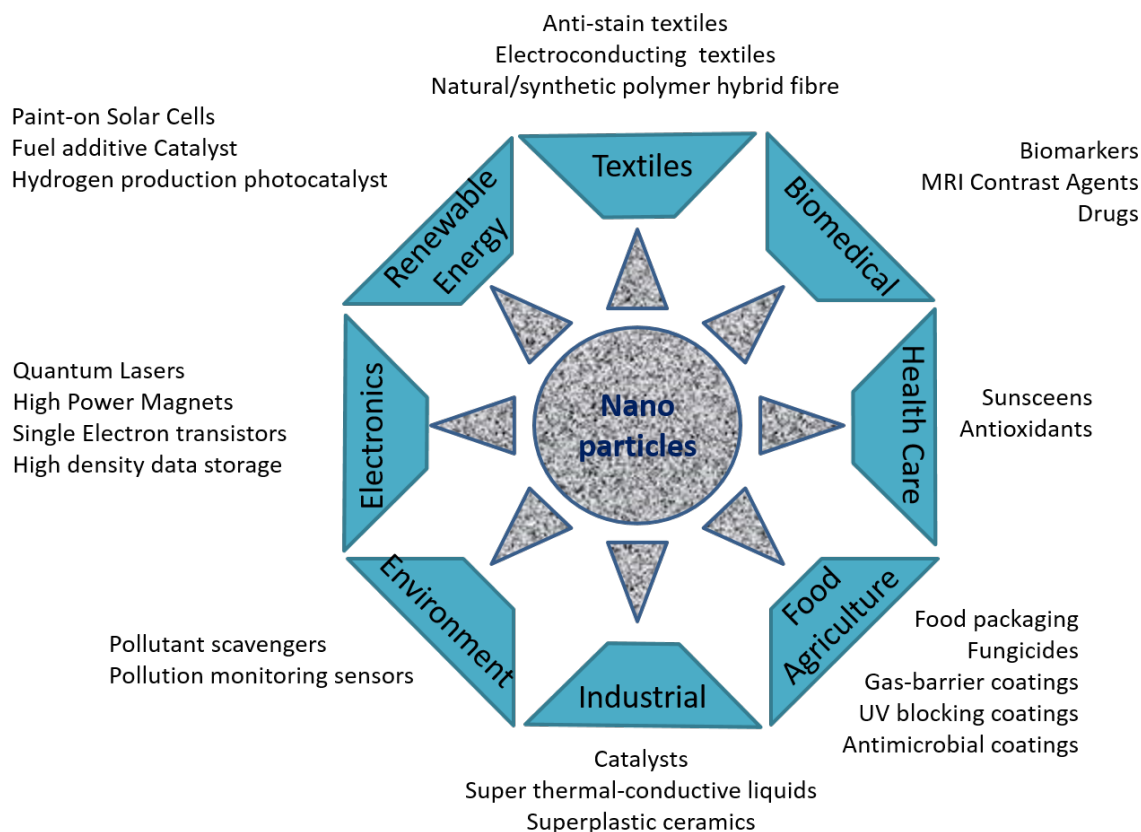 Anti-stain textiles
Electroconducting textiles
Natural/synthetic polymer hybrid fibre
Paint-on Solar Cells
Fuel additive Catalyst
Hydrogen production photocatalyst
Textiles
Biomarkers
MRI Contrast Agents
Drugs
Renewable
Energy
Biomedical
Quantum Lasers
High Power Magnets
Single Electron transistors
High density data storage
Electronics
Nano
particles
Health Care
Sunsceens
Antioxidants
Environment
Pollutant scavengers
Pollution monitoring sensors
Industrial
Food
Agriculture
Food packaging
Fungicides
Gas-barrier coatings
UV blocking coatings
Antimicrobial coatings
Catalysts
Super thermal-conductive liquids
Superplastic ceramics